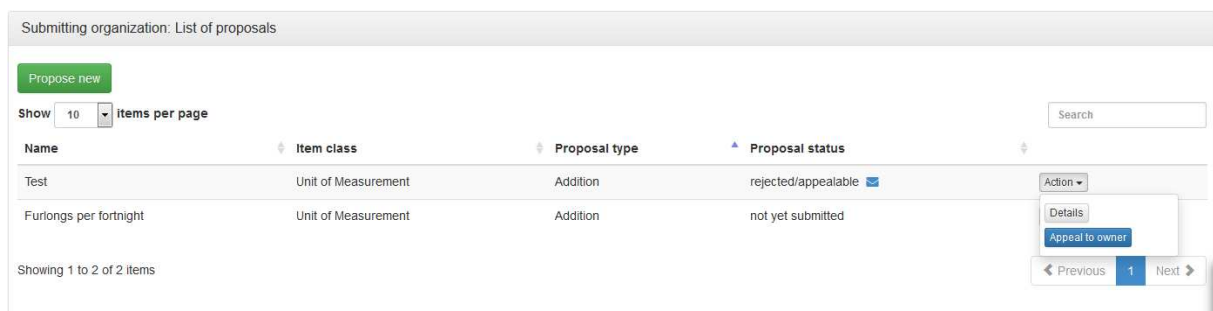 Submitting organization: List of proposals
Propose new
Show 10 items per page Search
Name Item class Proposal type Proposal status
Test Unit of Measurement Addition rejected/appealable Action
Furlongs per fortnight Unit of Measurement Addition not yet submitted
Details
Appeal to owner
Showing 1 to 2 of 2 items Previous 1 Next